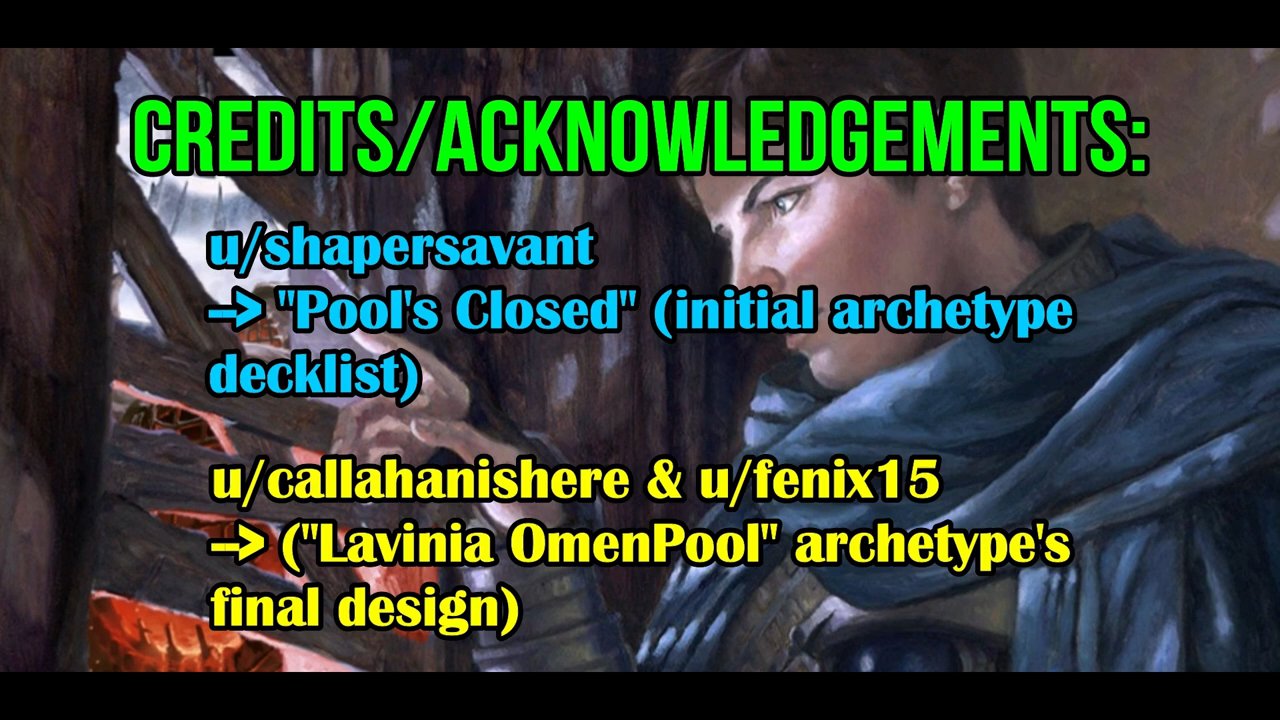 CREDITS/ACKNOWLEDGEMENTS:
u/shapersavant
--> "Pool's Closed" (initial archetype
decklist)
u/callahanishere & u/fenix15
--> ("Lavinia OmenPool" archetype's
final design)